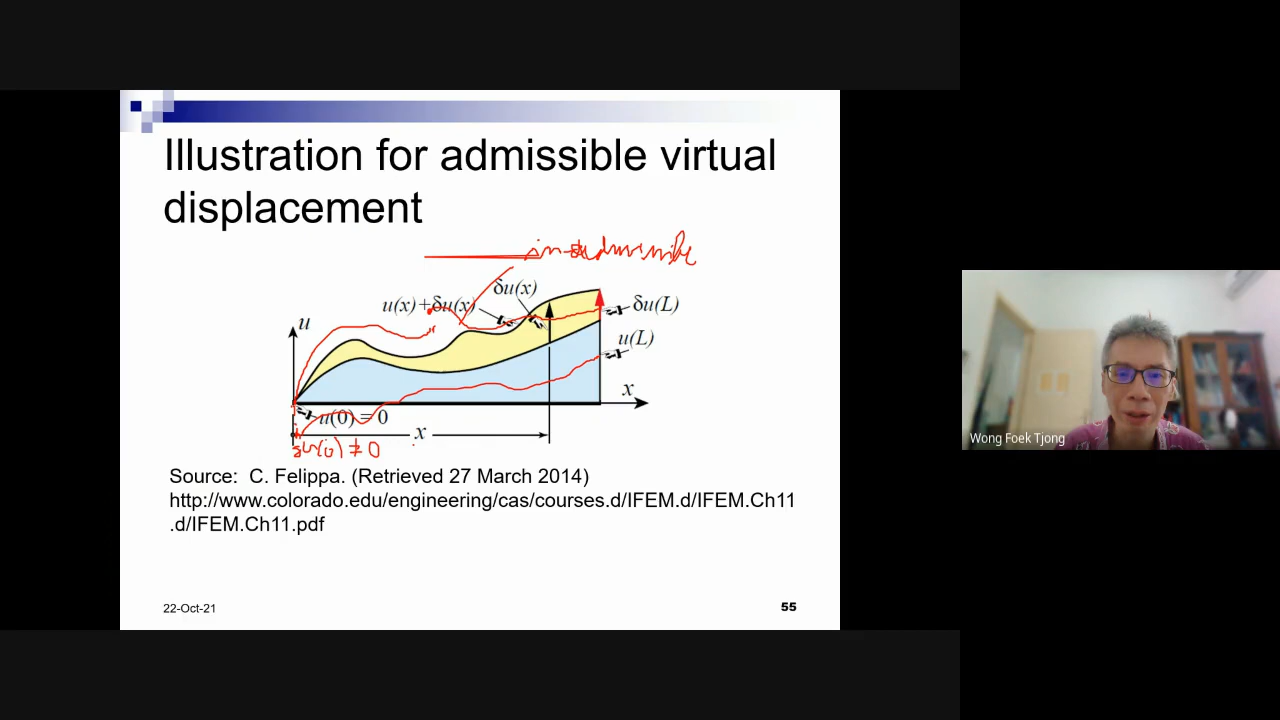 Illustration for admissible virtual
displacement
in-admissible
δu(x)
u(x)+δu(x)
δu(L)
u
u(L)
x
u(0) = 0
x
δu(0) ≠ 0
Source: C. Felippa. (Retrieved 27 March 2014)
http://www.colorado.edu/engineering/cas/courses.d/IFEM.d/IFEM.Ch11
.d/IFEM.Ch11.pdf
22-Oct-21
55
Wong Foek Tjong